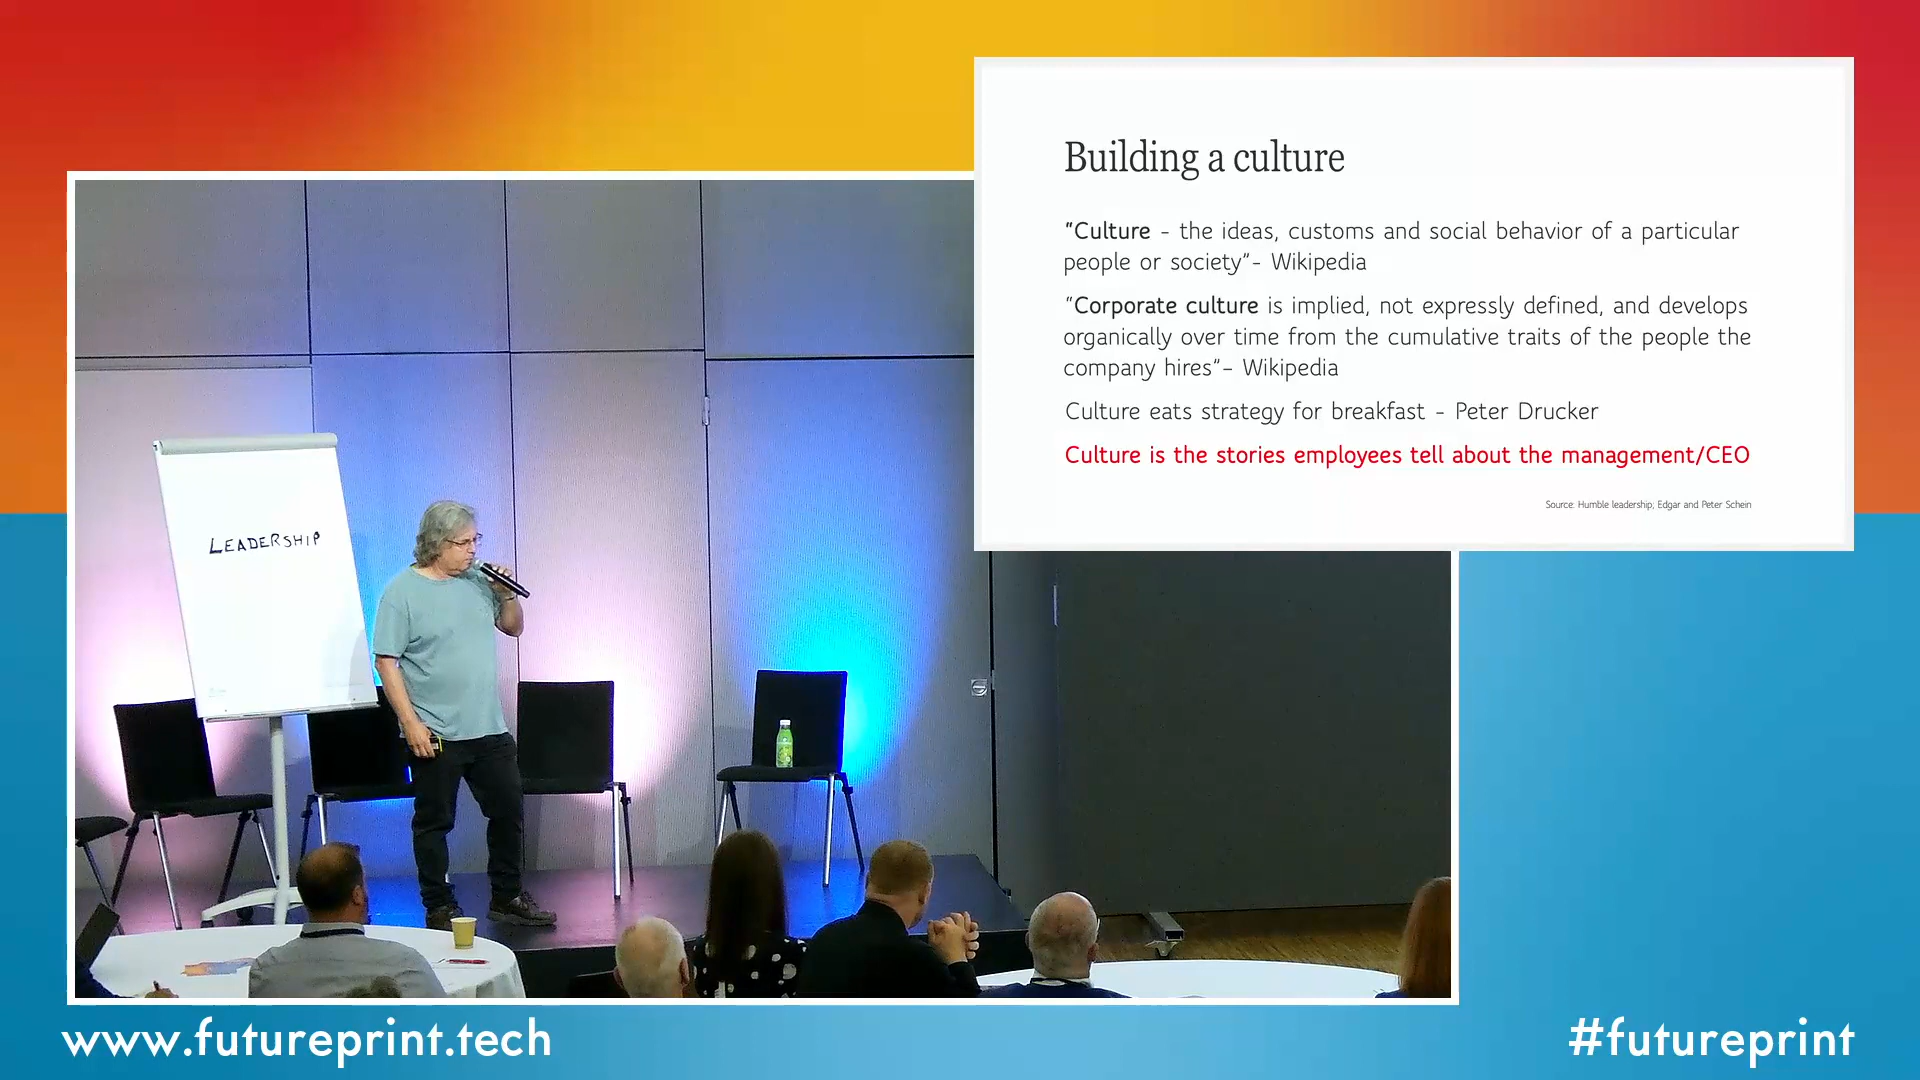 Building a culture
"Culture - the ideas, customs and social behavior of a particular
people or society"- Wikipedia
"Corporate culture is implied, not expressly defined, and develops
organically over time from the cumulative traits of the people the
company hires"- Wikipedia
Culture eats strategy for breakfast - Peter Drucker
Culture is the stories employees tell about the management/CEO
Source: Humble leadership; Edgar and Peter Schein
LEADERSHIP
www.futureprint.tech
#futureprint